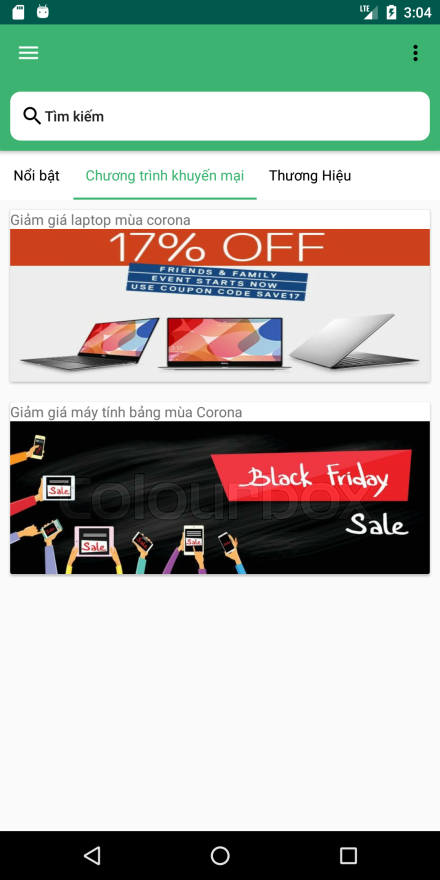 LTE 3:04
Tìm kiếm
Nổi bật Chương trình khuyến mại Thương Hiệu
Giảm giá laptop mùa corona
17% OFF
FRIENDS & FAMILY
EVENT STARTS NOW
USE COUPON CODE SAVE17
Giảm giá máy tính bảng mùa Corona
Black Friday
Sale
colourbox
Sale
Sale
Sale